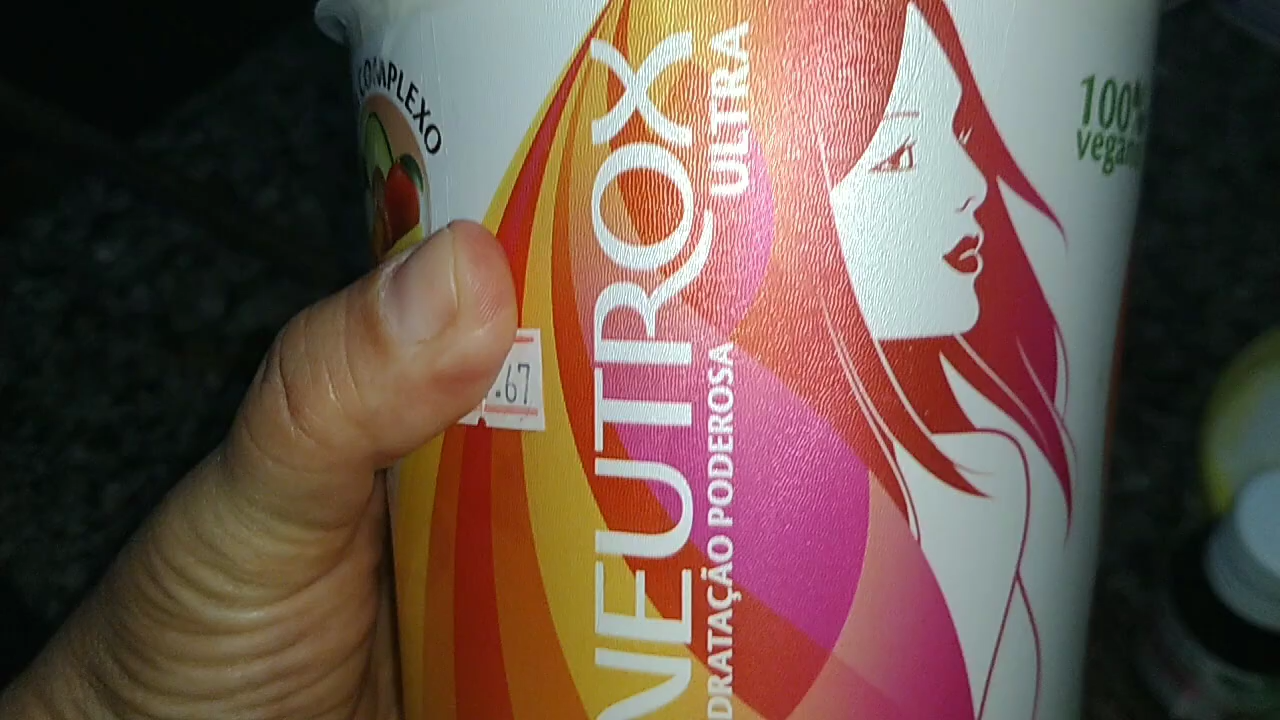 COMPLEXO
.67
NEUTROX
ULTRA
DRATAÇÃO PODEROSA
100%
vegan